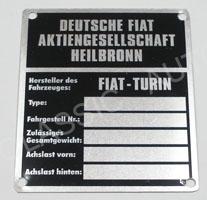 DEUTSCHE FIAT
AKTIENGESELLSCHAFT
HEILBRONN
Hersteller des
Fahrzeuges:
FIAT-TURIN
Type:
Fahrgestell Nr.:
Zulässiges
Gesamtgewicht:
Achslast vorn:
Achslast hinten: